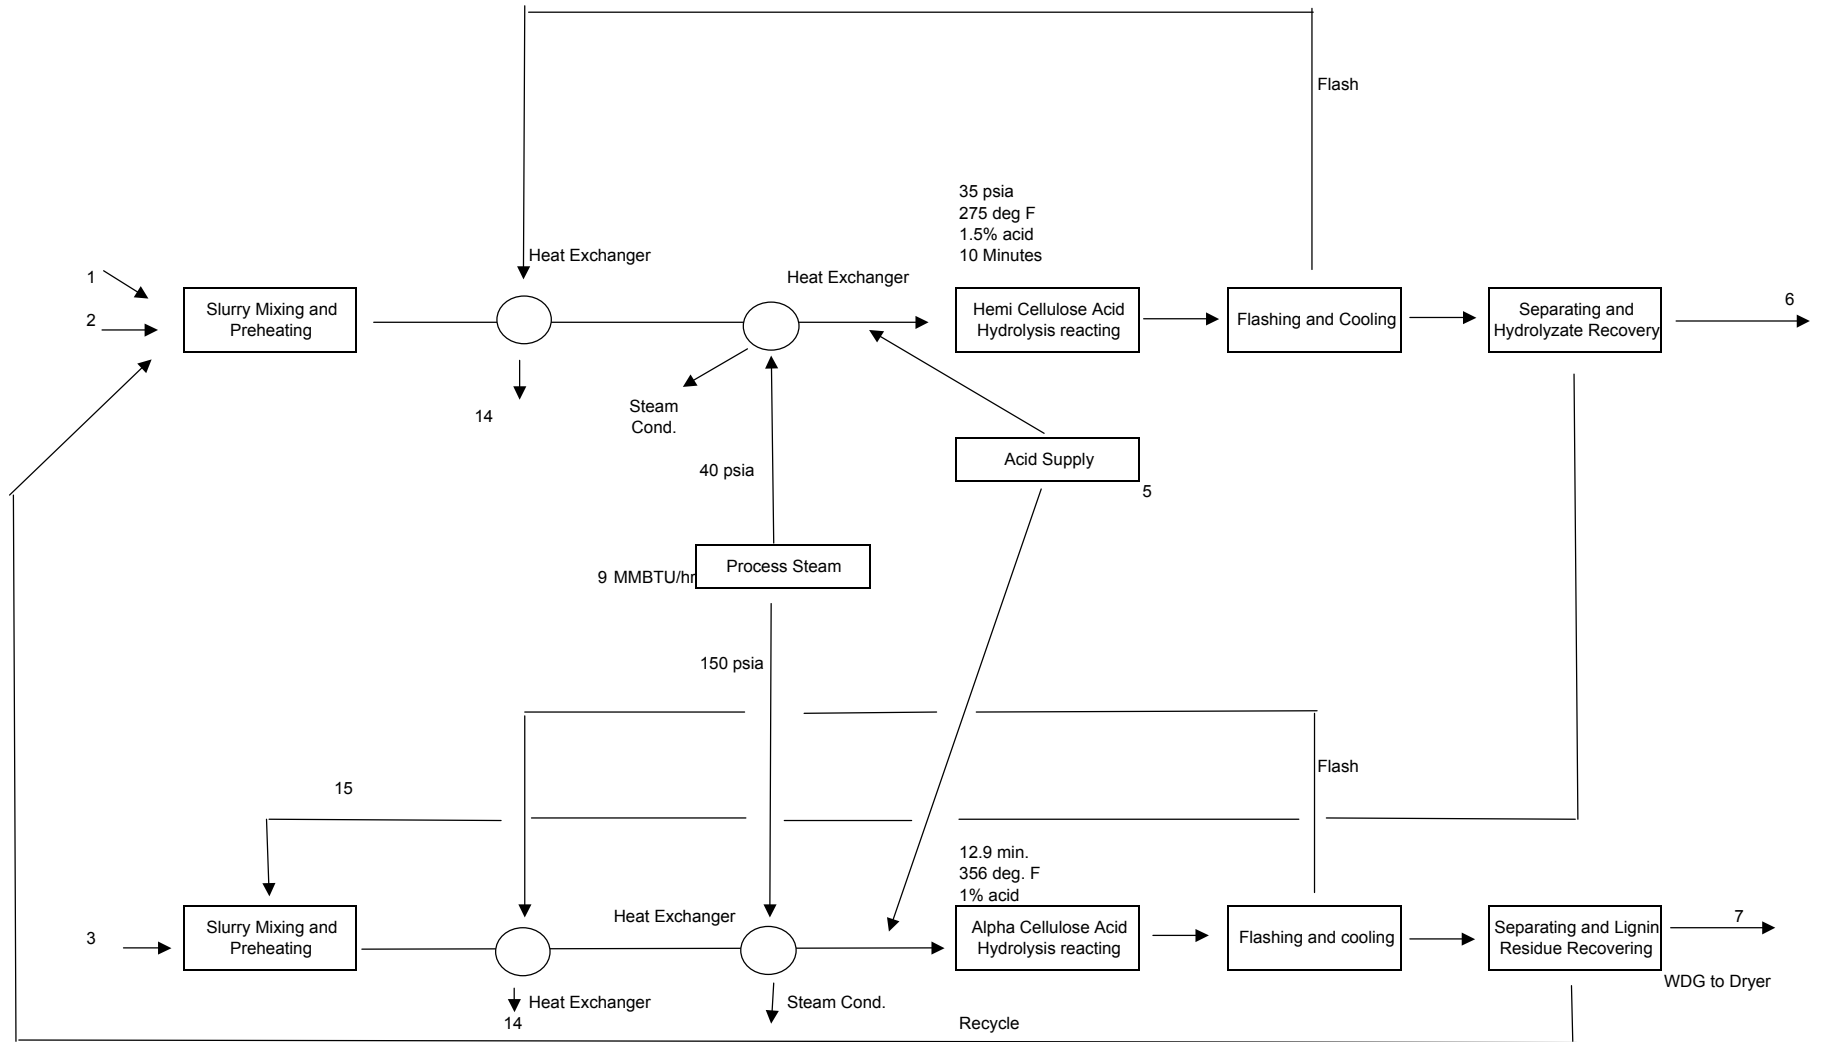 Flash
35 psia
275 deg F
1.5% acid
10 Minutes
Heat Exchanger
Heat Exchanger
1
2
Slurry Mixing and
Preheating
Hemi Cellulose Acid
Hydrolysis reacting
Flashing and Cooling
Separating and
Hydrolyzate Recovery
6
14
Steam
Cond.
40 psia
Acid Supply
5
Process Steam
9 MMBTU/hr
150 psia
Flash
15
12.9 min.
356 deg. F
1% acid
Heat Exchanger
3
Slurry Mixing and
Preheating
Alpha Cellulose Acid
Hydrolysis reacting
Flashing and cooling
Separating and Lignin
Residue Recovering
7
WDG to Dryer
Heat Exchanger
14
Steam Cond.
Recycle